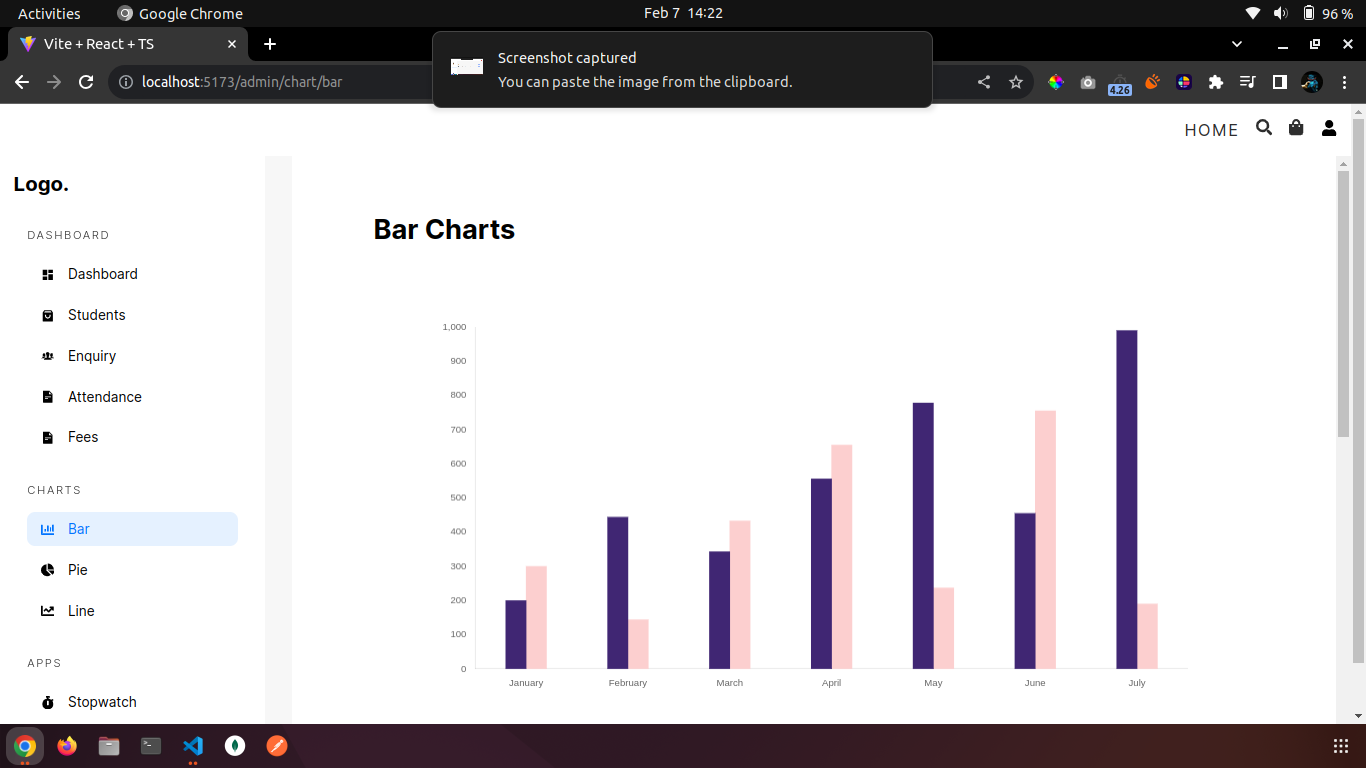 Activities
Google Chrome
Feb 7 14:22
96 %
Vite + React + TS
Screenshot captured
You can paste the image from the clipboard.
localhost:5173/admin/chart/bar
4.26
HOME
Logo.
DASHBOARD
Dashboard
Students
Enquiry
Attendance
Fees
CHARTS
Bar
Pie
Line
APPS
Stopwatch
Bar Charts
1,000
900
800
700
600
500
400
300
200
100
0
January February March April May June July